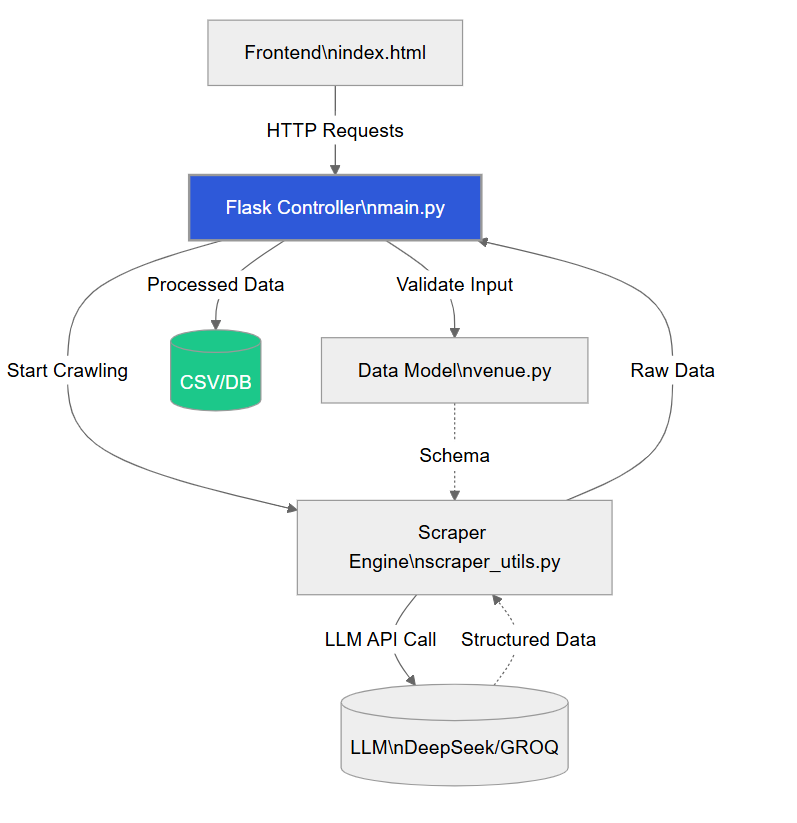 Frontend\nindex.html
HTTP Requests
Flask Controller\nmain.py
Processed Data
Validate Input
Start Crawling
CSV/DB
Data Model\nvenue.py
Raw Data
Schema
Scraper
Engine\nscraper_utils.py
LLM API Call
Structured Data
LLM\nDeepSeek/GROQ